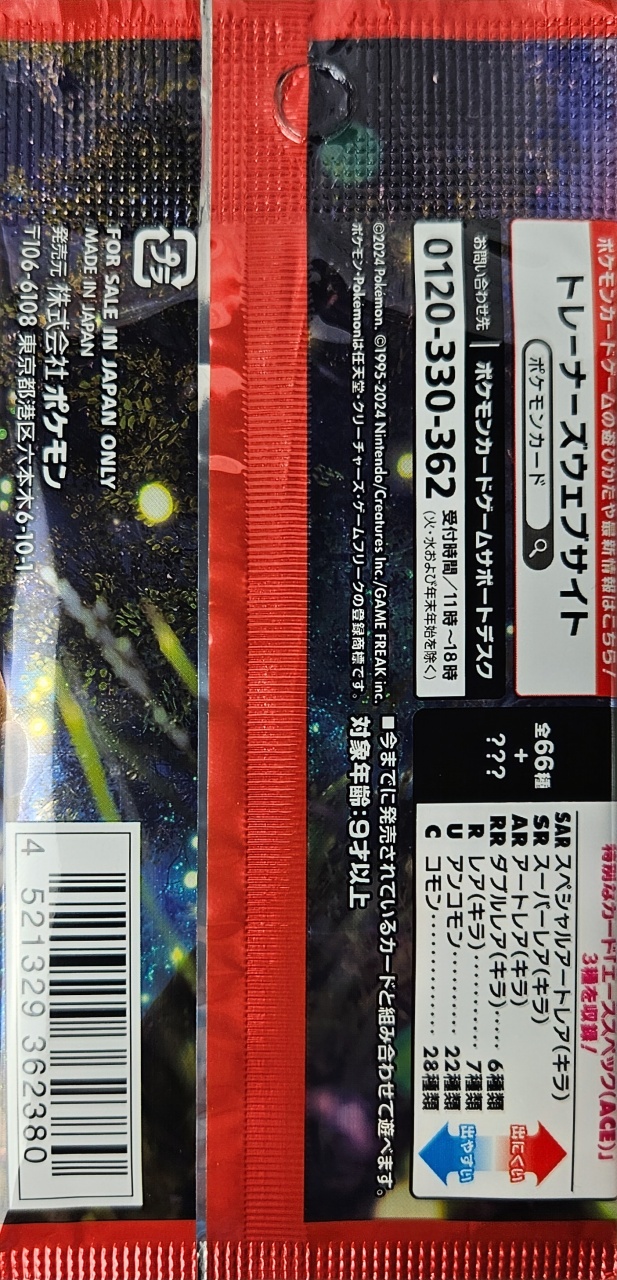 ポケモンカードゲームの遊びかたや最新情報はこちら！
トレーナーズウェブサイト
ポケモンカード
お問い合わせ先
ポケモンカードゲームサポートデスク
0120-330-362
受付時間／11時～18時
(火・水および年末年始を除く)
©2024 Pokémon. ©1995-2024 Nintendo/Creatures Inc./GAME FREAK inc.
ポケモン・Pokémonは任天堂・クリーチャーズ・ゲームフリークの登録商標です。
特別なカード「エーススペック(ACE)」
3種を収録！
全66種
+
???
SAR スペシャルアートレア(キラ)
SR スーパーレア(キラ)
AR アートレア(キラ)
RR ダブルレア(キラ)‥‥ 6種類
R レア(キラ)‥‥‥‥ 7種類
U アンコモン‥‥‥‥ 22種類
C コモン‥‥‥‥‥‥ 28種類
出にくい
出やすい
■今までに発売されているカードと組み合わせて遊べます。
対象年齢:9才以上
プラ
FOR SALE IN JAPAN ONLY
MADE IN JAPAN
発売元 株式会社ポケモン
〒106-6108 東京都港区六本木6-10-1
4 521329 362380